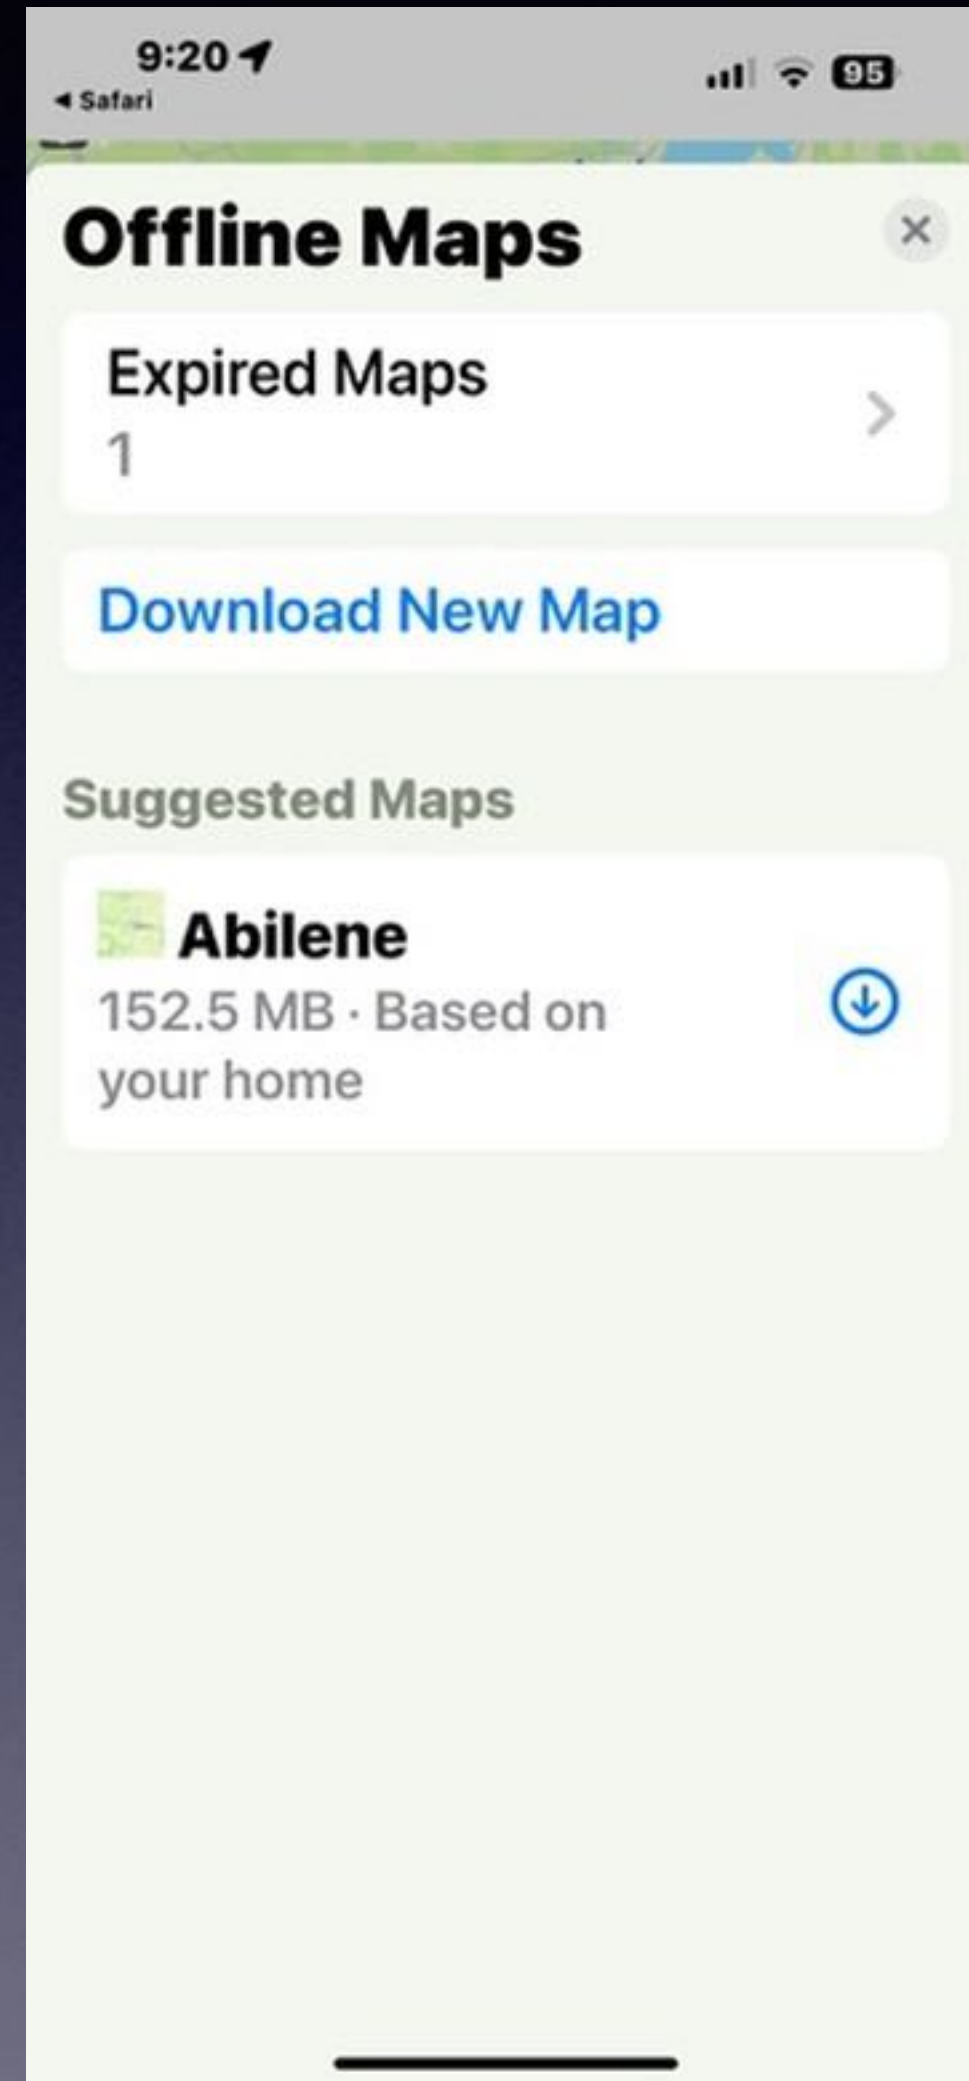 9:20
◀ Safari
95
Offline Maps
Expired Maps
1
Download New Map
Suggested Maps
Abilene
152.5 MB · Based on
your home